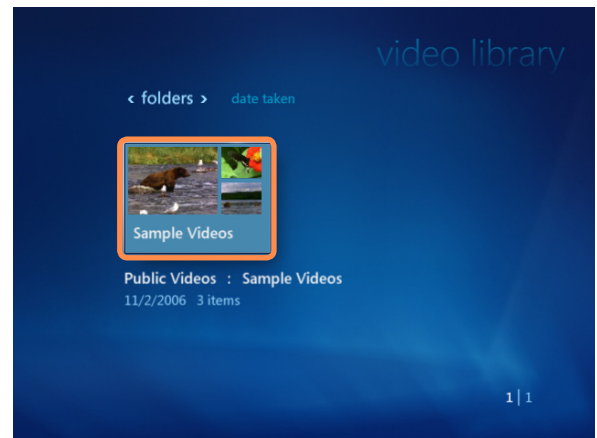 video library
‹ folders › date taken
Sample Videos
Public Videos : Sample Videos
11/2/2006 3 items
1 | 1